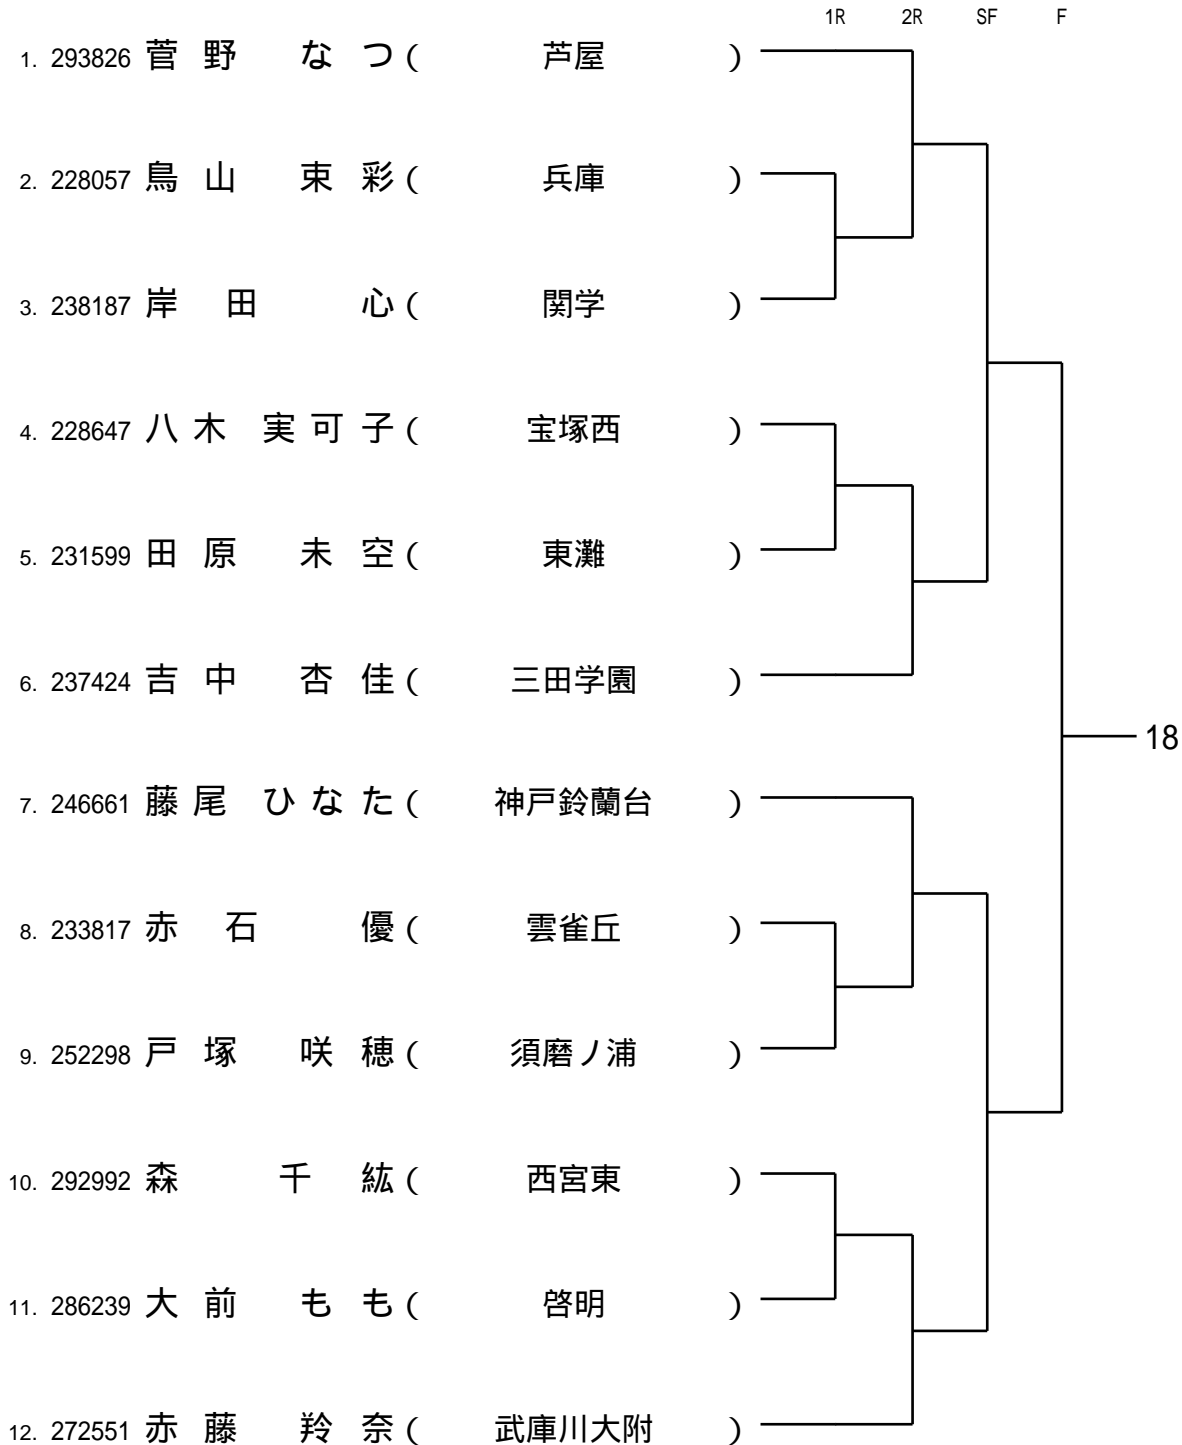 1R 2R SF F
1. 293826 菅野 なつ ( 芦屋 )
2. 228057 鳥山 束彩 ( 兵庫 )
3. 238187 岸田 心 ( 関学 )
4. 228647 八木 実可子 ( 宝塚西 )
5. 231599 田原 未空 ( 東灘 )
6. 237424 吉中 杏佳 ( 三田学園 )
18
7. 246661 藤尾 ひなた ( 神戸鈴蘭台 )
8. 233817 赤石 優 ( 雲雀丘 )
9. 252298 戸塚 咲穂 ( 須磨ノ浦 )
10. 292992 森 千紘 ( 西宮東 )
11. 286239 大前 もも ( 啓明 )
12. 272551 赤藤 羚奈 ( 武庫川大附 )